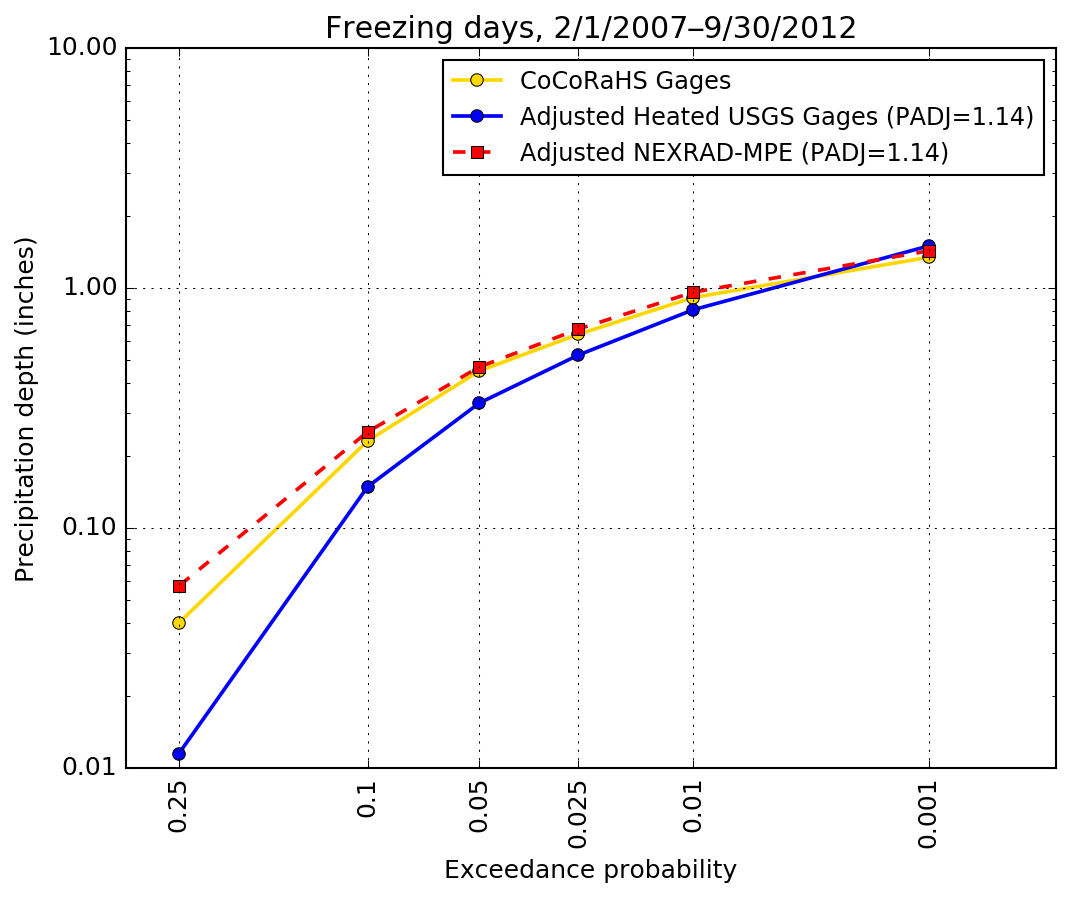 Freezing days, 2/1/2007–9/30/2012
10.00
CoCoRaHS Gages
Adjusted Heated USGS Gages (PADJ=1.14)
Adjusted NEXRAD-MPE (PADJ=1.14)
Precipitation depth (inches)
1.00
0.10
0.01
0.25
0.1
0.05
0.025
0.01
0.001
Exceedance probability